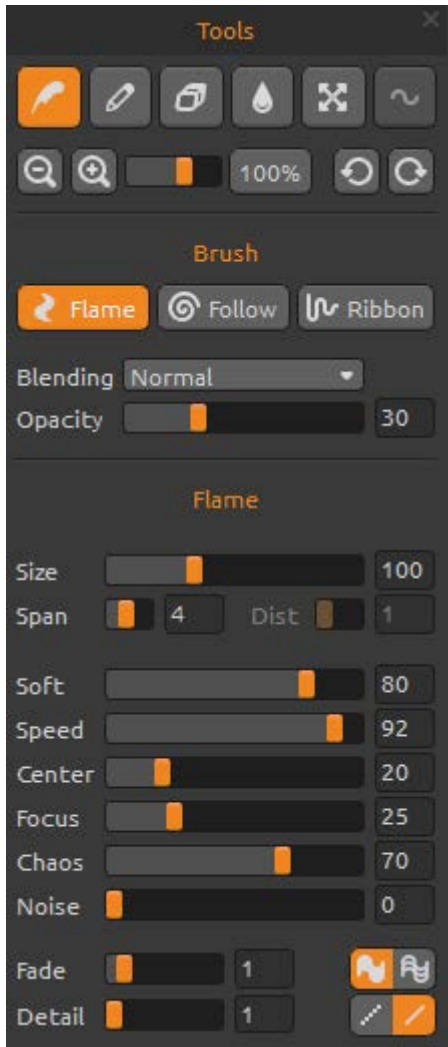 Tools
100%
Brush
Flame Follow Ribbon
Blending Normal
Opacity 30
Flame
Size 100
Span 4 Dist 1
Soft 80
Speed 92
Center 20
Focus 25
Chaos 70
Noise 0
Fade 1
Detail 1